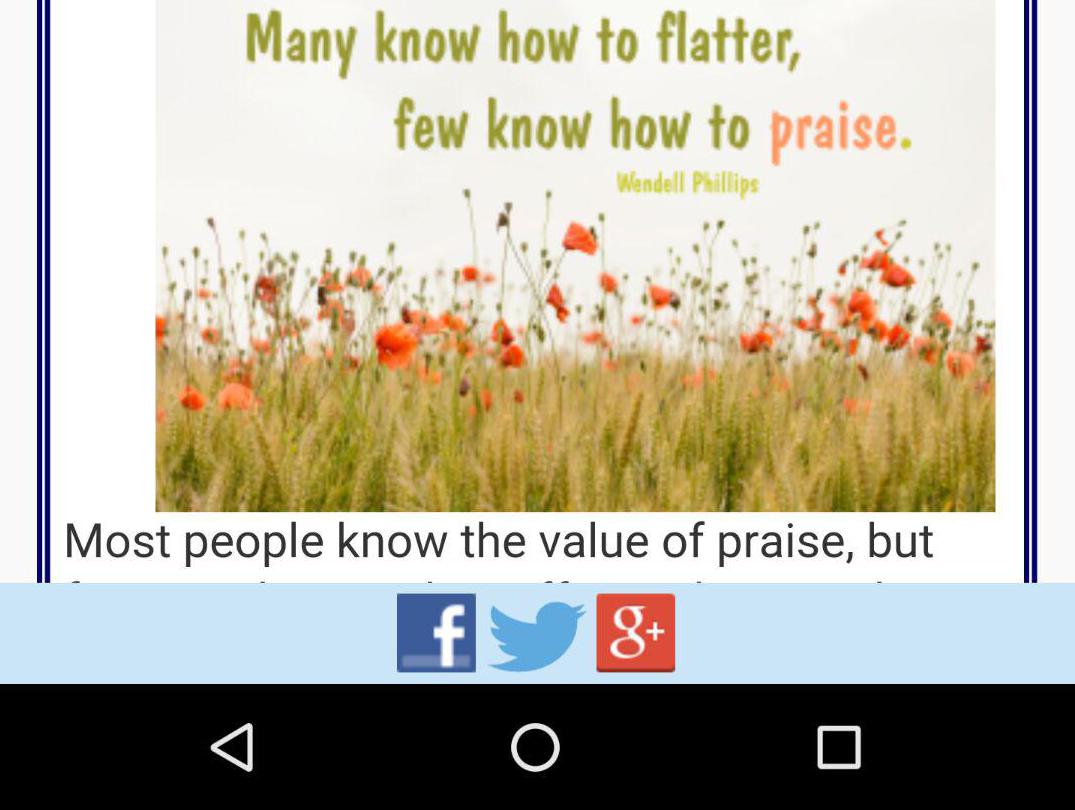 Many know how to flatter,
few know how to praise.
Wendell Phillips
Most people know the value of praise, but
f
g+